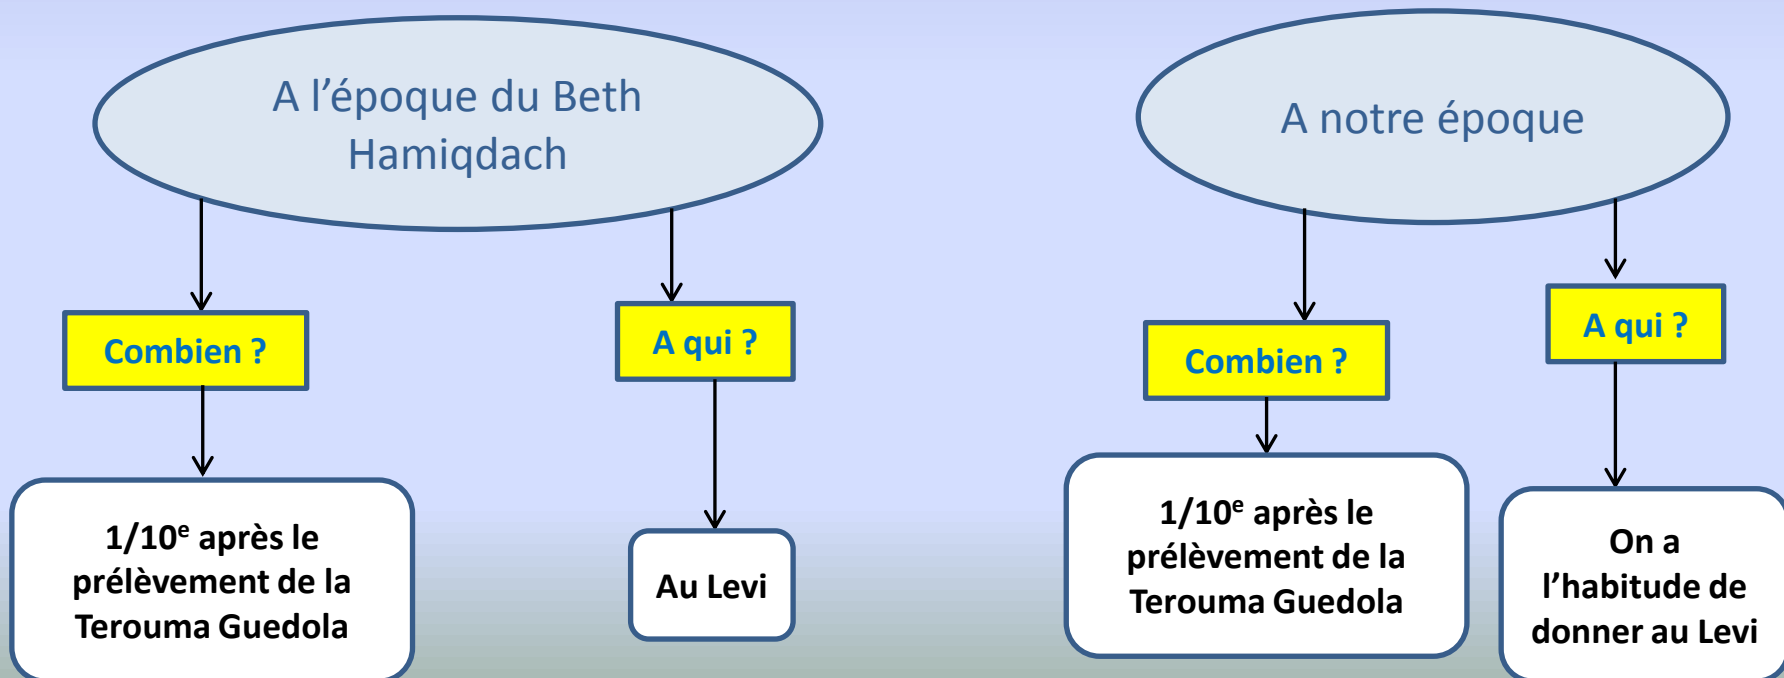 A l’époque du Beth
Hamiqdach
Combien ?
A qui ?
1/10e après le
prélèvement de la
Terouma Guedola
Au Levi
A notre époque
Combien ?
A qui ?
1/10e après le
prélèvement de la
Terouma Guedola
On a
l’habitude de
donner au Levi